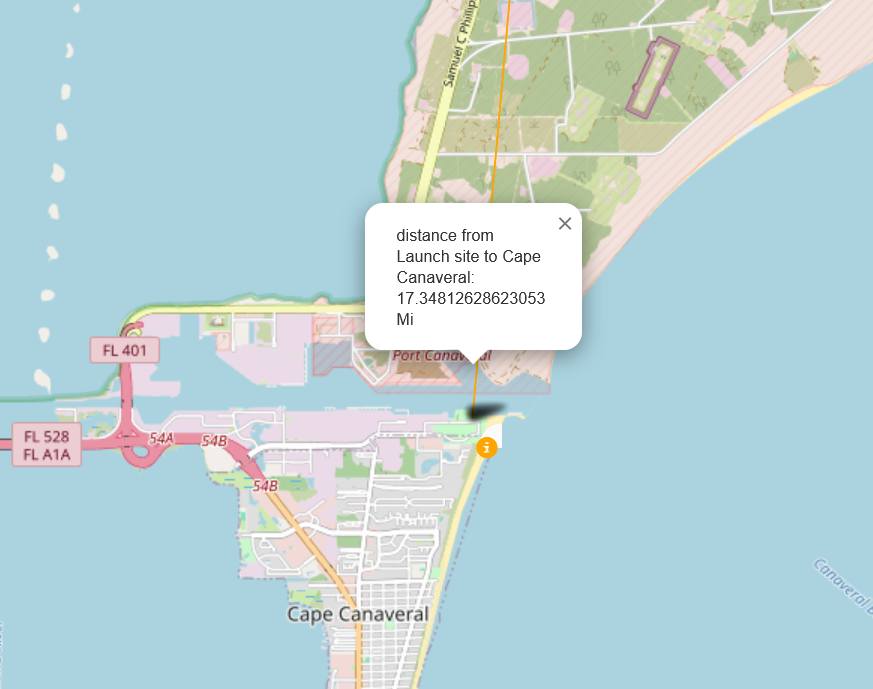 Samuel C Phillip
distance from
Launch site to Cape
Canaveral:
17.34812628623053
Mi
Port Canaveral
FL 401
FL 528
FL A1A
54A
54B
54B
Cape Canaveral
Canaveral